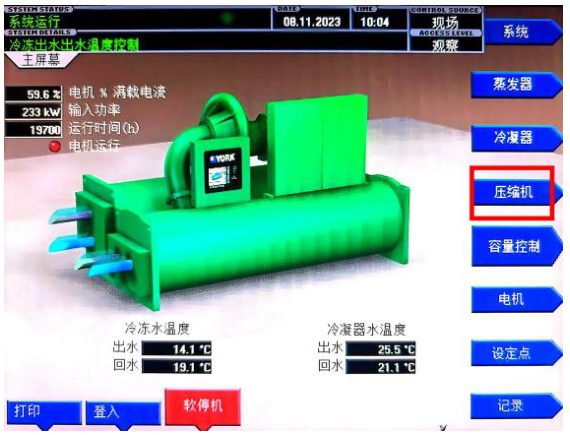 SYSTEM STATUS
系统运行
DATE
08.11.2023
TIME
10:04
CONTROL SOURCE
现场
系统
SYSTEM DETAILS
冷冻出水出水温度控制
ACCESS LEVEL
观察
主屏幕
59.6 % 电机 % 满载电流
233 kW 输入功率
19700 运行时间(h)
电机运行
YORK
蒸发器
冷凝器
压缩机
容量控制
电机
设定点
记录
冷冻水温度
出水 14.1 °C
回水 19.1 °C
冷凝器水温度
出水 25.5 °C
回水 21.1 °C
打印
登入
软停机